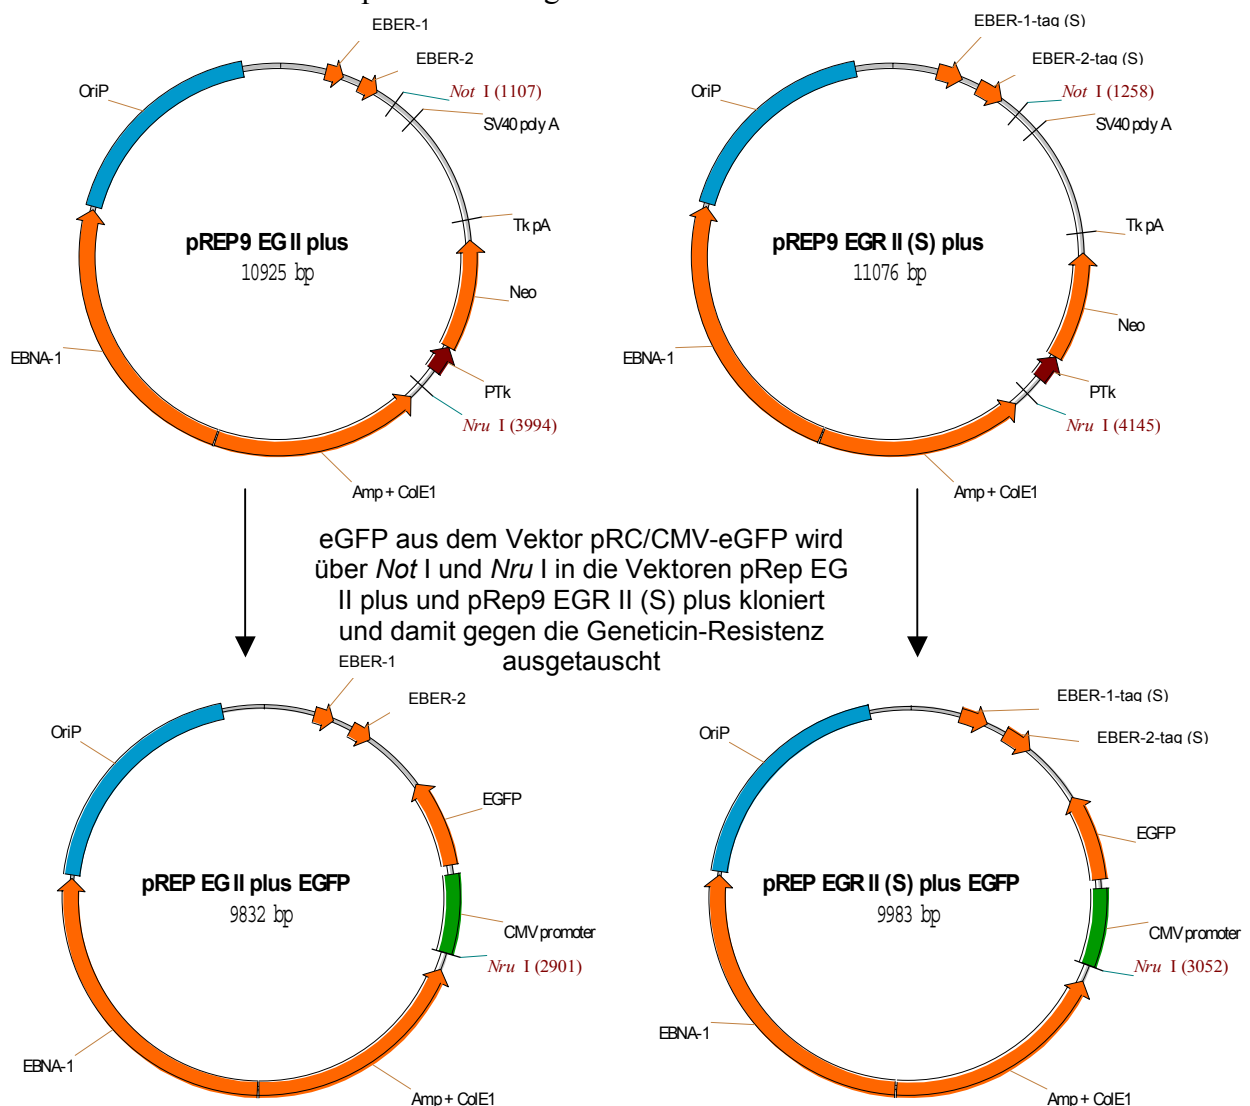 EBER-1
EBER-2
OriP
Not I (1107)
SV40 poly A
pREP9 EG II plus
10925 bp
Tk pA
Neo
EBNA-1
PTk
Nru I (3994)
Amp + ColE1
EBER-1-tag (S)
EBER-2-tag (S)
OriP
Not I (1258)
SV40 poly A
pREP9 EGR II (S) plus
11076 bp
Tk pA
Neo
EBNA-1
PTk
Nru I (4145)
Amp + ColE1
eGFP aus dem Vektor pRC/CMV-eGFP wird
über Not I und Nru I in die Vektoren pRep EG
II plus und pRep9 EGR II (S) plus kloniert
und damit gegen die Geneticin-Resistenz
ausgetauscht
EBER-1
EBER-2
OriP
EGFP
pREP EG II plus EGFP
9832 bp
CMV promoter
Nru I (2901)
EBNA-1
Amp + ColE1
EBER-1-tag (S)
EBER-2-tag (S)
OriP
EGFP
pREP EGR II (S) plus EGFP
9983 bp
CMV promoter
Nru I (3052)
EBNA-1
Amp + ColE1